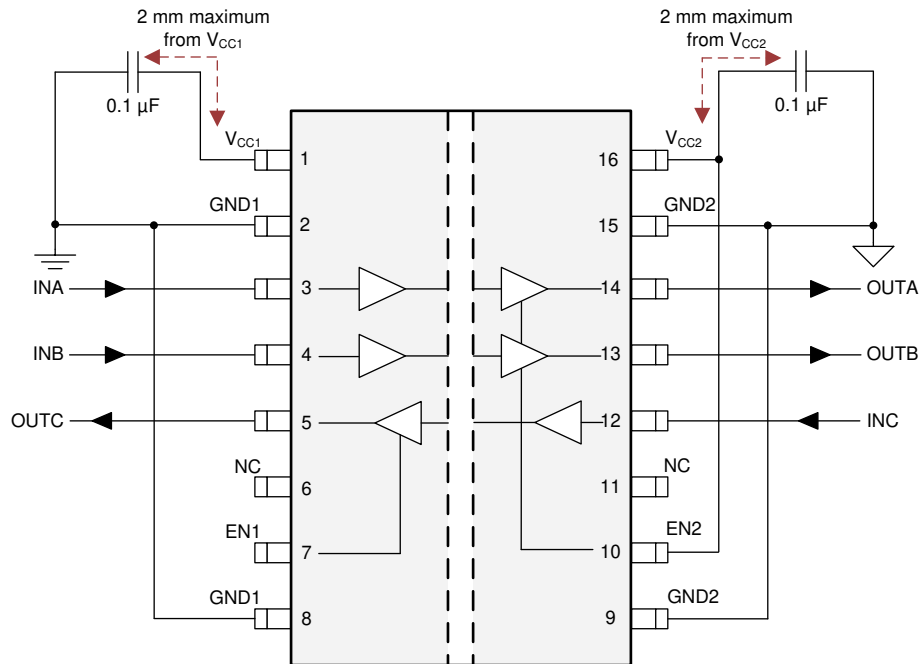 2 mm maximum
from VCC1
2 mm maximum
from VCC2
0.1 µF
0.1 µF
VCC1
1
16
VCC2
GND1
2
15
GND2
INA
3
14
OUTA
INB
4
13
OUTB
OUTC
5
12
INC
NC
6
11
NC
EN1
7
10
EN2
GND1
8
9
GND2